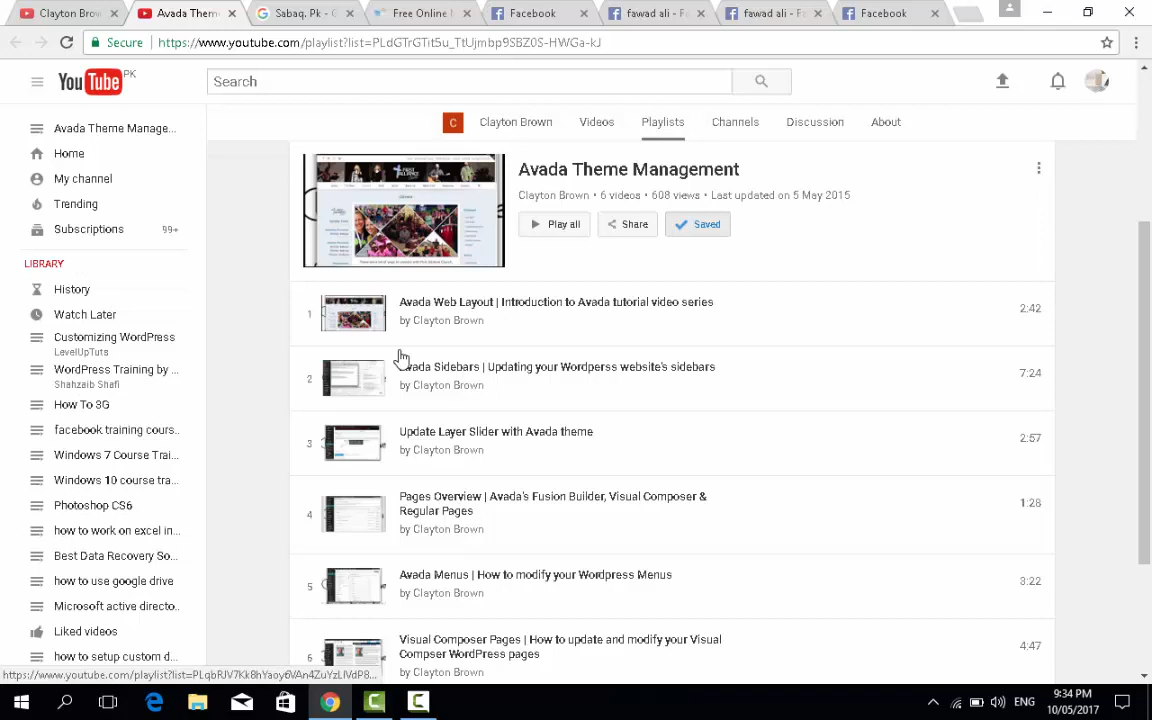 Clayton Brow
Avada Them
Sabaq. Pk - G
Free Online
Facebook
fawad ali - Fa
fawad ali - Fa
Facebook
Secure
https://www.youtube.com/playlist?list=PLdGTrGTit5u_TtUjmbp9SBZ0S-HWGa-kJ
YouTube PK
Search
Clayton Brown
Videos
Playlists
Channels
Discussion
About
C
Avada Theme Manage...
Home
My channel
Trending
Subscriptions 99+
LIBRARY
History
Watch Later
Customizing WordPress
LevelUpTuts
WordPress Training by ...
Shahzaib Shafi
How To 3G
facebook training cours..
Windows 7 Course Trai...
Windows 10 course tra...
Photoshop CS6
how to work on excel in...
Best Data Recovery So...
how to use google drive
Microsoft active directo..
Liked videos
how to setup custom d...
Avada Theme Management
Clayton Brown • 6 videos • 608 views • Last updated on 5 May 2015
Play all
Share
Saved
1
Avada Web Layout | Introduction to Avada tutorial video series
by Clayton Brown
2:42
2
Avada Sidebars | Updating your Wordperss website's sidebars
by Clayton Brown
7:24
3
Update Layer Slider with Avada theme
by Clayton Brown
2:57
4
Pages Overview | Avada's Fusion Builder, Visual Composer &
Regular Pages
by Clayton Brown
1:28
5
Avada Menus | How to modify your Wordpress Menus
by Clayton Brown
3:22
6
Visual Composer Pages | How to update and modify your Visual
Compser WordPress pages
by Clayton Brown
4:47
ENG
9:34 PM
10/05/2017